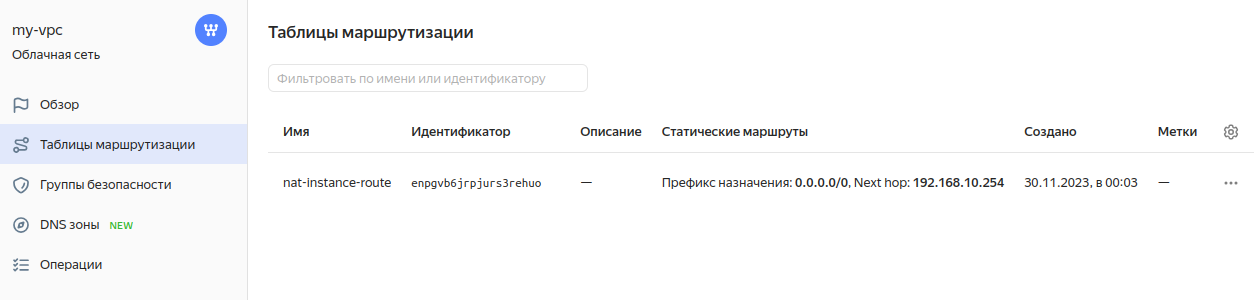 my-vpc
Облачная сеть
Обзор
Таблицы маршрутизации
Группы безопасности
DNS зоны NEW
Операции
Таблицы маршрутизации
Фильтровать по имени или идентификатору
Имя Идентификатор Описание Статические маршруты Создано Метки
nat-instance-route enpgvb6jrpjurs3rehuo — Префикс назначения: 0.0.0.0/0, Next hop: 192.168.10.254 30.11.2023, в 00:03 —